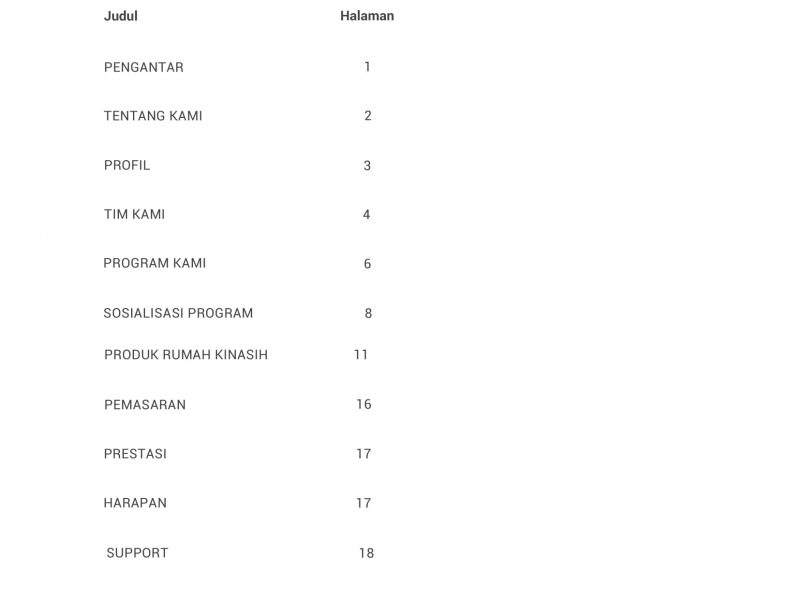 Judul Halaman
PENGANTAR 1
TENTANG KAMI 2
PROFIL 3
TIM KAMI 4
PROGRAM KAMI 6
SOSIALISASI PROGRAM 8
PRODUK RUMAH KINASIH 11
PEMASARAN 16
PRESTASI 17
HARAPAN 17
SUPPORT 18